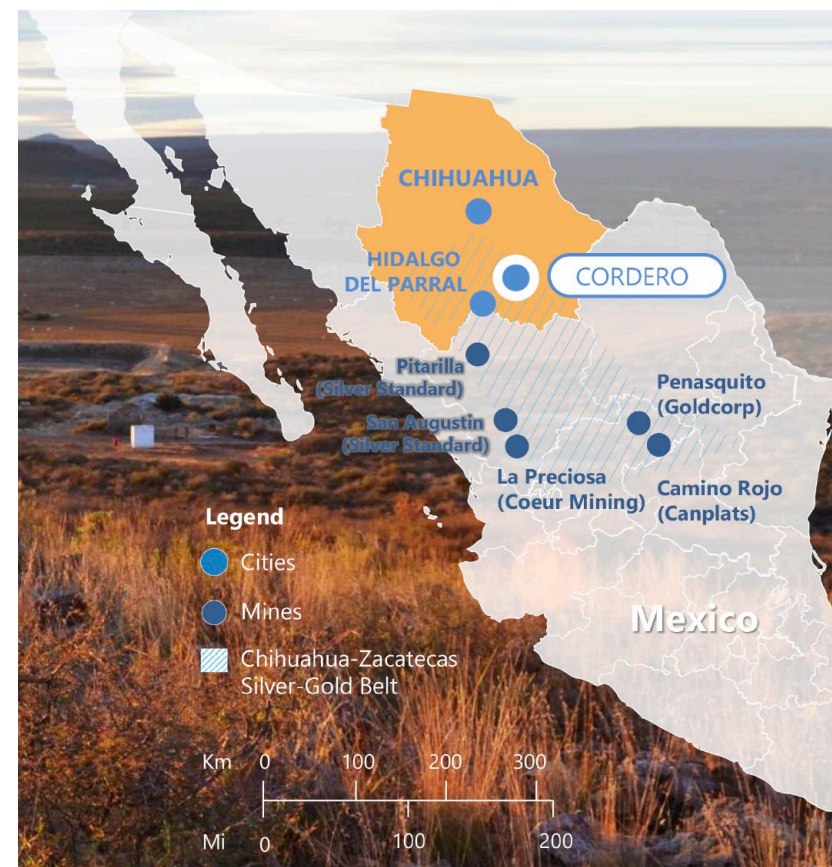 CHIHUAHUA
HIDALGO
DEL PARRAL
CORDERO
Pitarilla
(Silver Standard)
San Augustin
(Silver Standard)
Penasquito
(Goldcorp)
La Preciosa
(Coeur Mining)
Camino Rojo
(Canplats)
Legend
Cities
Mines
Chihuahua-Zacatecas
Silver-Gold Belt
Mexico
Km 0 100 200 300
Mi 0 100 200